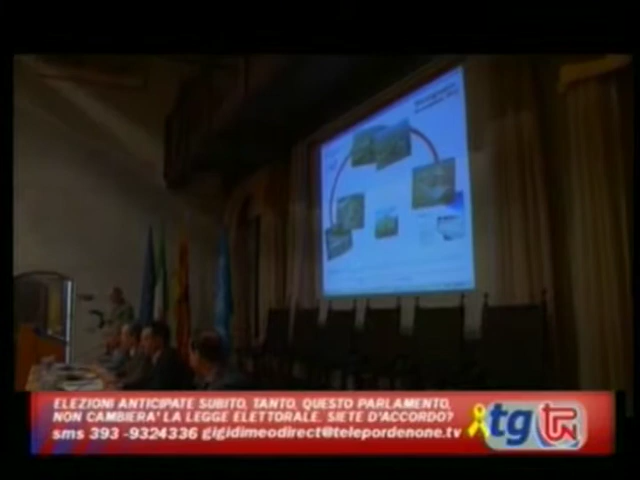 ELEZIONI ANTICIPATE SUBITO, TANTO, QUESTO PARLAMENTO,
NON CAMBIERA' LA LEGGE ELETTORALE. SIETE D'ACCORDO?
sms 393 -9324336 gigidimeodirect@telepordenone.tv
tg